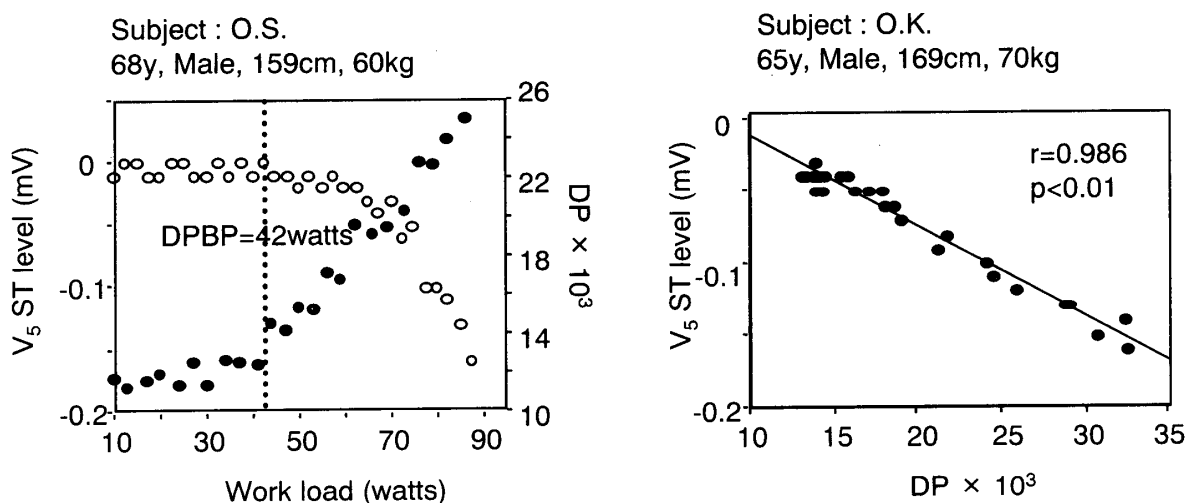 Subject : O.S.
68y, Male, 159cm, 60kg
V5 ST level (mV)
0
-0.1
-0.2
DPBP=42watts
26
22
18
14
10
DP × 10³
10 30 50 70 90
Work load (watts)
Subject : O.K.
65y, Male, 169cm, 70kg
V5 ST level (mV)
0
-0.1
-0.2
r=0.986
p<0.01
10 15 20 25 30 35
DP × 10³